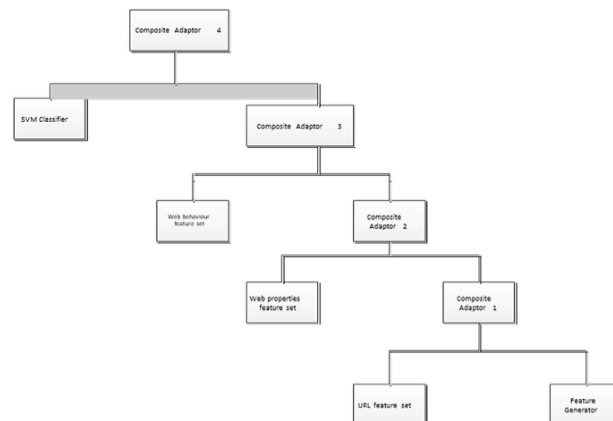 Composite Adaptor 4
SVM Classifier
Composite Adaptor 3
Web behaviour
feature set
Composite
Adaptor 2
Web properties
feature set
Composite
Adaptor 1
URL feature set
Feature
Generator